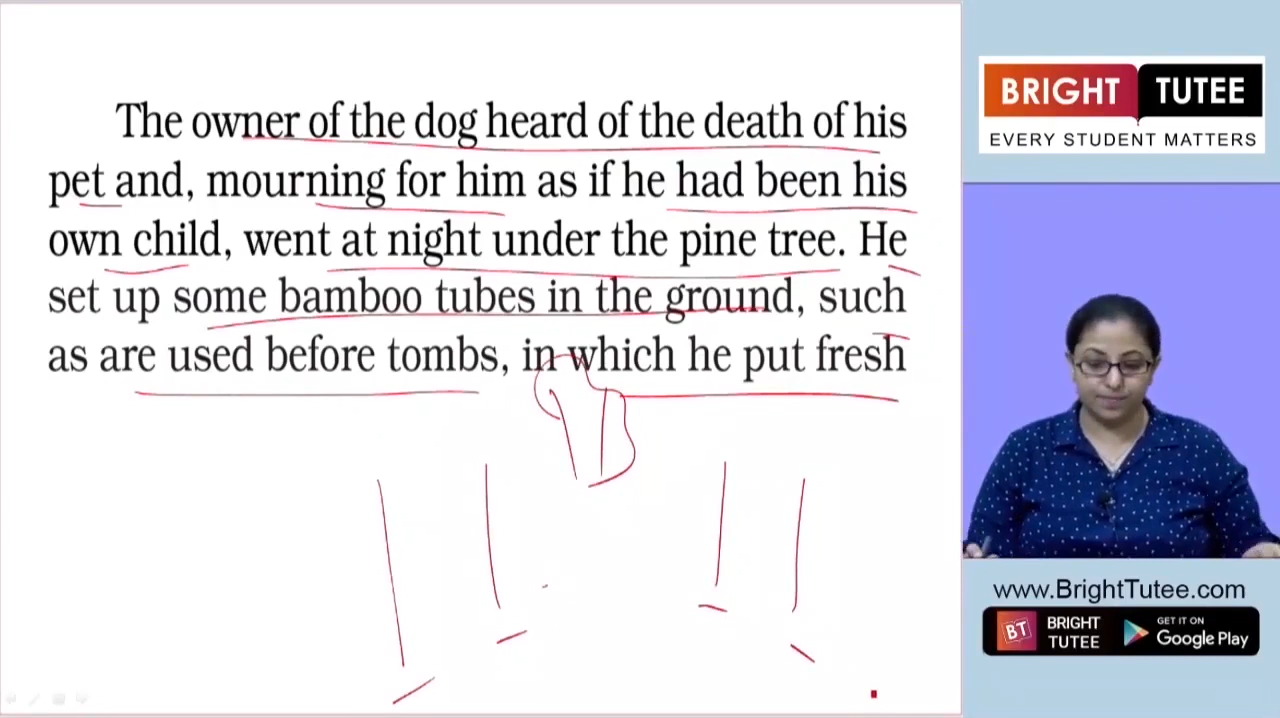 The owner of the dog heard of the death of his
pet and, mourning for him as if he had been his
own child, went at night under the pine tree. He
set up some bamboo tubes in the ground, such
as are used before tombs, in which he put fresh
BRIGHT TUTEE
EVERY STUDENT MATTERS
www.BrightTutee.com
BT
BRIGHT
TUTEE
GET IT ON
Google Play